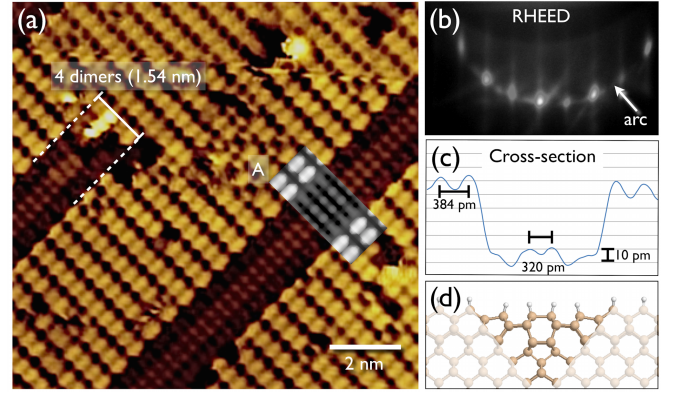 (a)
4 dimers (1.54 nm)
A
2 nm
(b)
RHEED
arc
(c)
Cross-section
384 pm
320 pm
10 pm
(d)